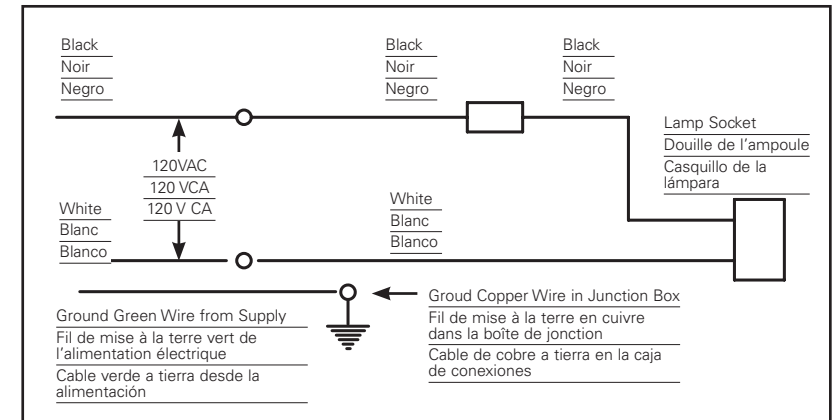 Black
Noir
Negro
Black
Noir
Negro
Black
Noir
Negro
Lamp Socket
Douille de l'ampoule
Casquillo de la
lámpara
120VAC
120 VCA
120 V CA
White
Blanc
Blanco
White
Blanc
Blanco
Ground Green Wire from Supply
Fil de mise à la terre vert de
l'alimentation électrique
Cable verde a tierra desde la
alimentación
Groud Copper Wire in Junction Box
Fil de mise à la terre en cuivre
dans la boîte de jonction
Cable de cobre a tierra en la caja
de conexiones